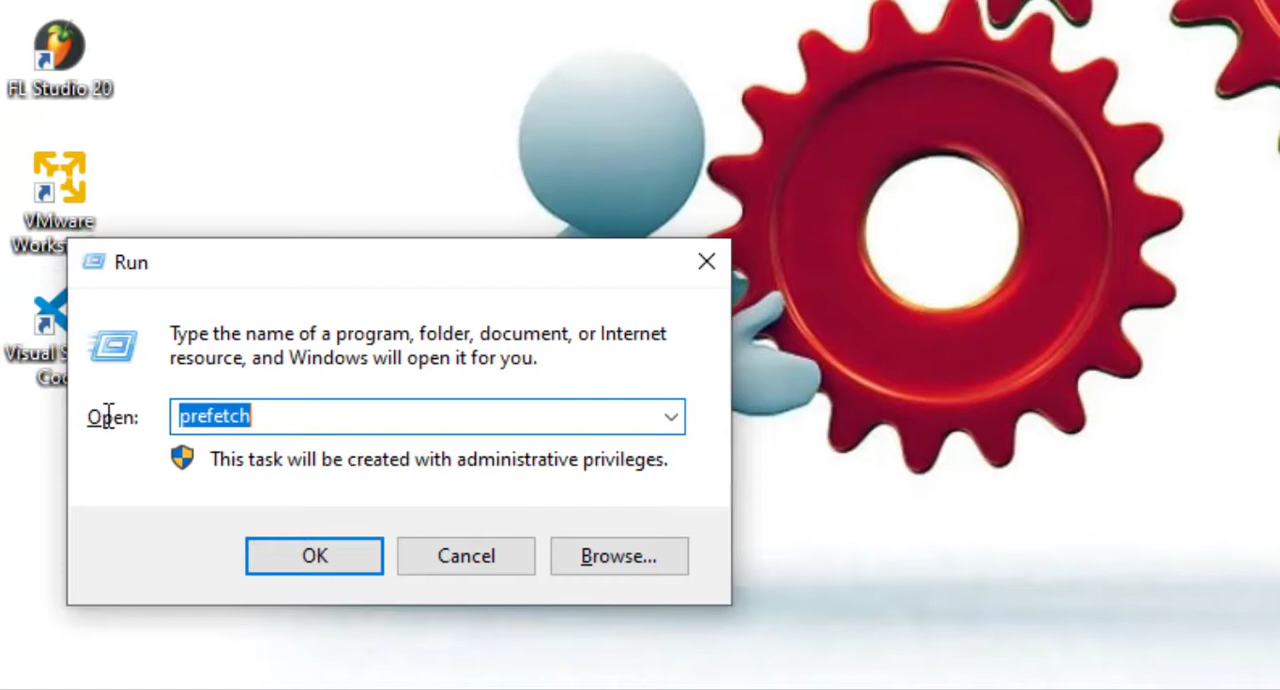 FL Studio 20
VMware
Works
Visual S
Co
Run
Type the name of a program, folder, document, or Internet
resource, and Windows will open it for you.
Open:
prefetch
This task will be created with administrative privileges.
OK
Cancel
Browse...